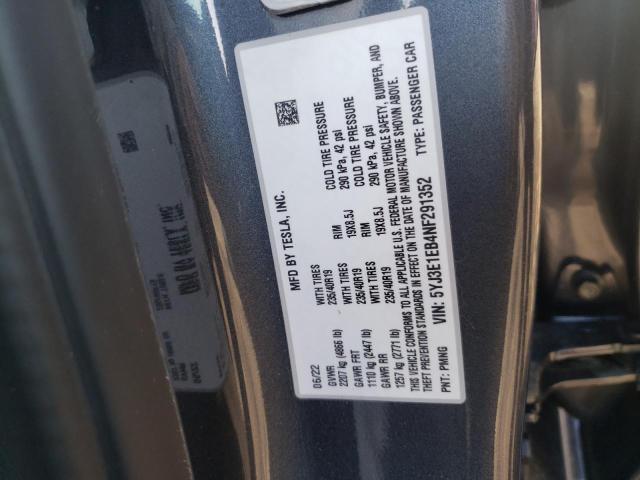 MFD BY TESLA, INC.
06/22
GVWR WITH TIRES RIM COLD TIRE PRESSURE
2207 kg (4866 lb) 235/40R19 19X8.5J 290 kPa, 42 psi
GAWR FRT WITH TIRES RIM COLD TIRE PRESSURE
1110 kg (2447 lb) 235/40R19 19X8.5J 290 kPa, 42 psi
GAWR RR
1257 kg (2771 lb) 235/40R19 19X8.5J 290 kPa, 42 psi
THIS VEHICLE CONFORMS TO ALL APPLICABLE U.S. FEDERAL MOTOR VEHICLE SAFETY, BUMPER, AND
THEFT PREVENTION STANDARDS IN EFFECT ON THE DATE OF MANUFACTURE SHOWN ABOVE.
VIN: 5YJ3E1EB4NF291352
PNT: PMNG TYPE: PASSENGER CAR